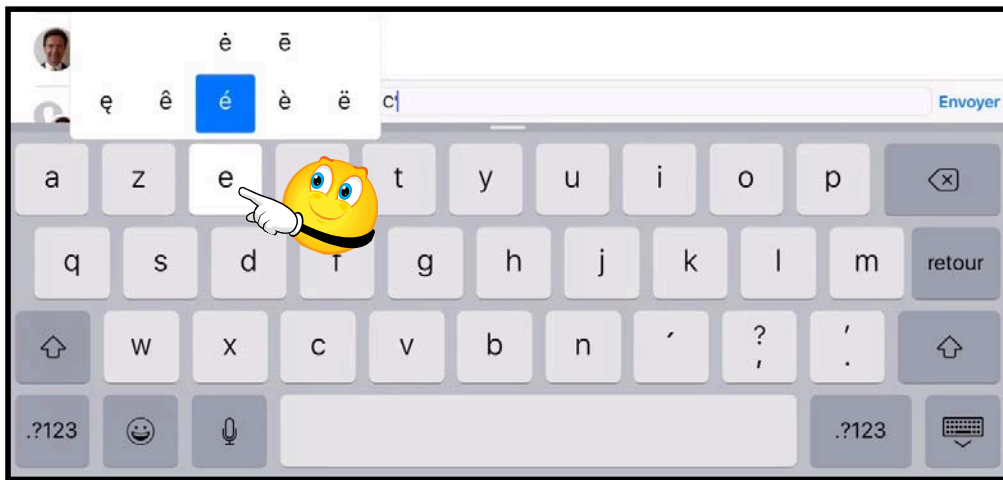 ė ē
ę ê é è ë
C'
Envoyer
a z e t y u i o p
q s d f g h j k l m retour
w x c v b n ´ ? , ' .
.?123 .?123